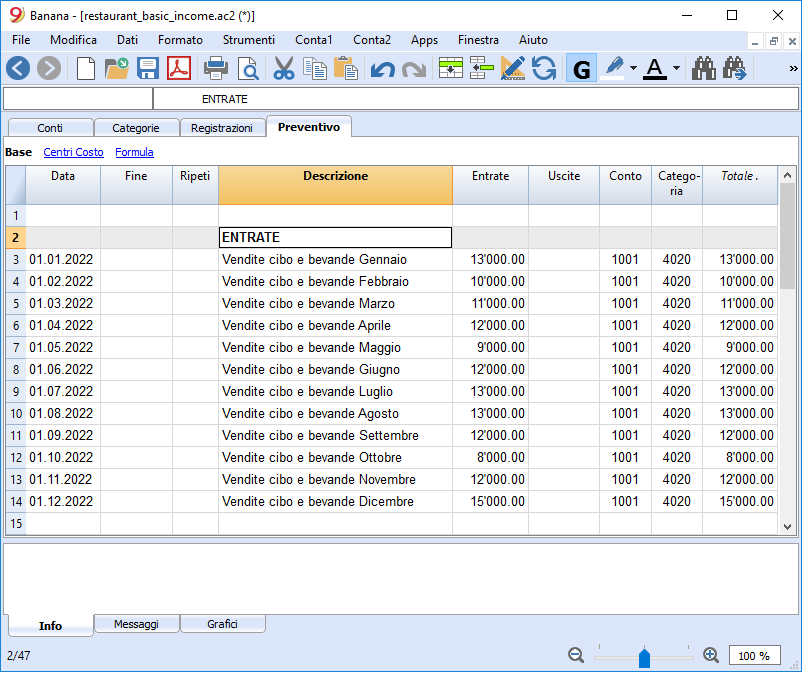 Banana - [restaurant_basic_income.ac2 (*)]
File Modifica Dati Formato Strumenti Conta1 Conta2 Apps Finestra Aiuto
G A »
ENTRATE
Conti Categorie Registrazioni Preventivo
Base Centri Costo Formula
Data Fine Ripeti Descrizione Entrate Uscite Conto Catego-ria Totale .
1
2 ENTRATE
3 01.01.2022 Vendite cibo e bevande Gennaio 13'000.00 1001 4020 13'000.00
4 01.02.2022 Vendite cibo e bevande Febbraio 10'000.00 1001 4020 10'000.00
5 01.03.2022 Vendite cibo e bevande Marzo 11'000.00 1001 4020 11'000.00
6 01.04.2022 Vendite cibo e bevande Aprile 12'000.00 1001 4020 12'000.00
7 01.05.2022 Vendite cibo e bevande Maggio 9'000.00 1001 4020 9'000.00
8 01.06.2022 Vendite cibo e bevande Giugno 12'000.00 1001 4020 12'000.00
9 01.07.2022 Vendite cibo e bevande Luglio 13'000.00 1001 4020 13'000.00
10 01.08.2022 Vendite cibo e bevande Agosto 13'000.00 1001 4020 13'000.00
11 01.09.2022 Vendite cibo e bevande Settembre 12'000.00 1001 4020 12'000.00
12 01.10.2022 Vendite cibo e bevande Ottobre 8'000.00 1001 4020 8'000.00
13 01.11.2022 Vendite cibo e bevande Novembre 12'000.00 1001 4020 12'000.00
14 01.12.2022 Vendite cibo e bevande Dicembre 15'000.00 1001 4020 15'000.00
15
Info Messaggi Grafici
2/47 100 %